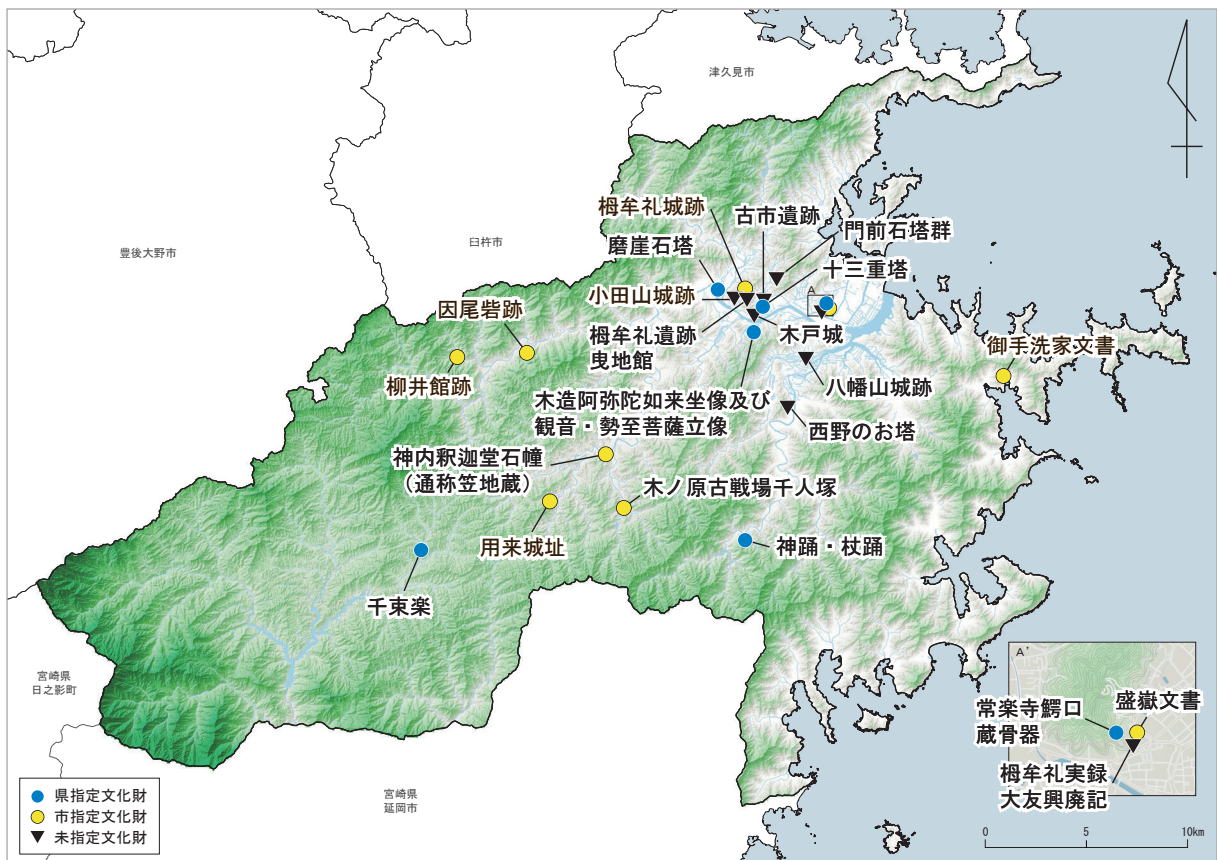 津久見市
豊後大野市
臼杵市
栂牟礼城跡
古市遺跡
門前石塔群
磨崖石塔
十三重塔
小田山城跡
A
因尾砦跡
栂牟礼遺跡
曳地館
木戸城
御手洗家文書
柳井館跡
八幡山城跡
木造阿弥陀如来坐像及び
観音・勢至菩薩立像
西野のお塔
神内釈迦堂石幢
（通称笠地蔵）
木ノ原古戦場千人塚
用来城址
神踊・杖踊
千束楽
宮崎県
日之影町
宮崎県
延岡市
A'
常楽寺鰐口
蔵骨器
盛嶽文書
栂牟礼実録
大友興廃記
県指定文化財
市指定文化財
未指定文化財
0 5 10km